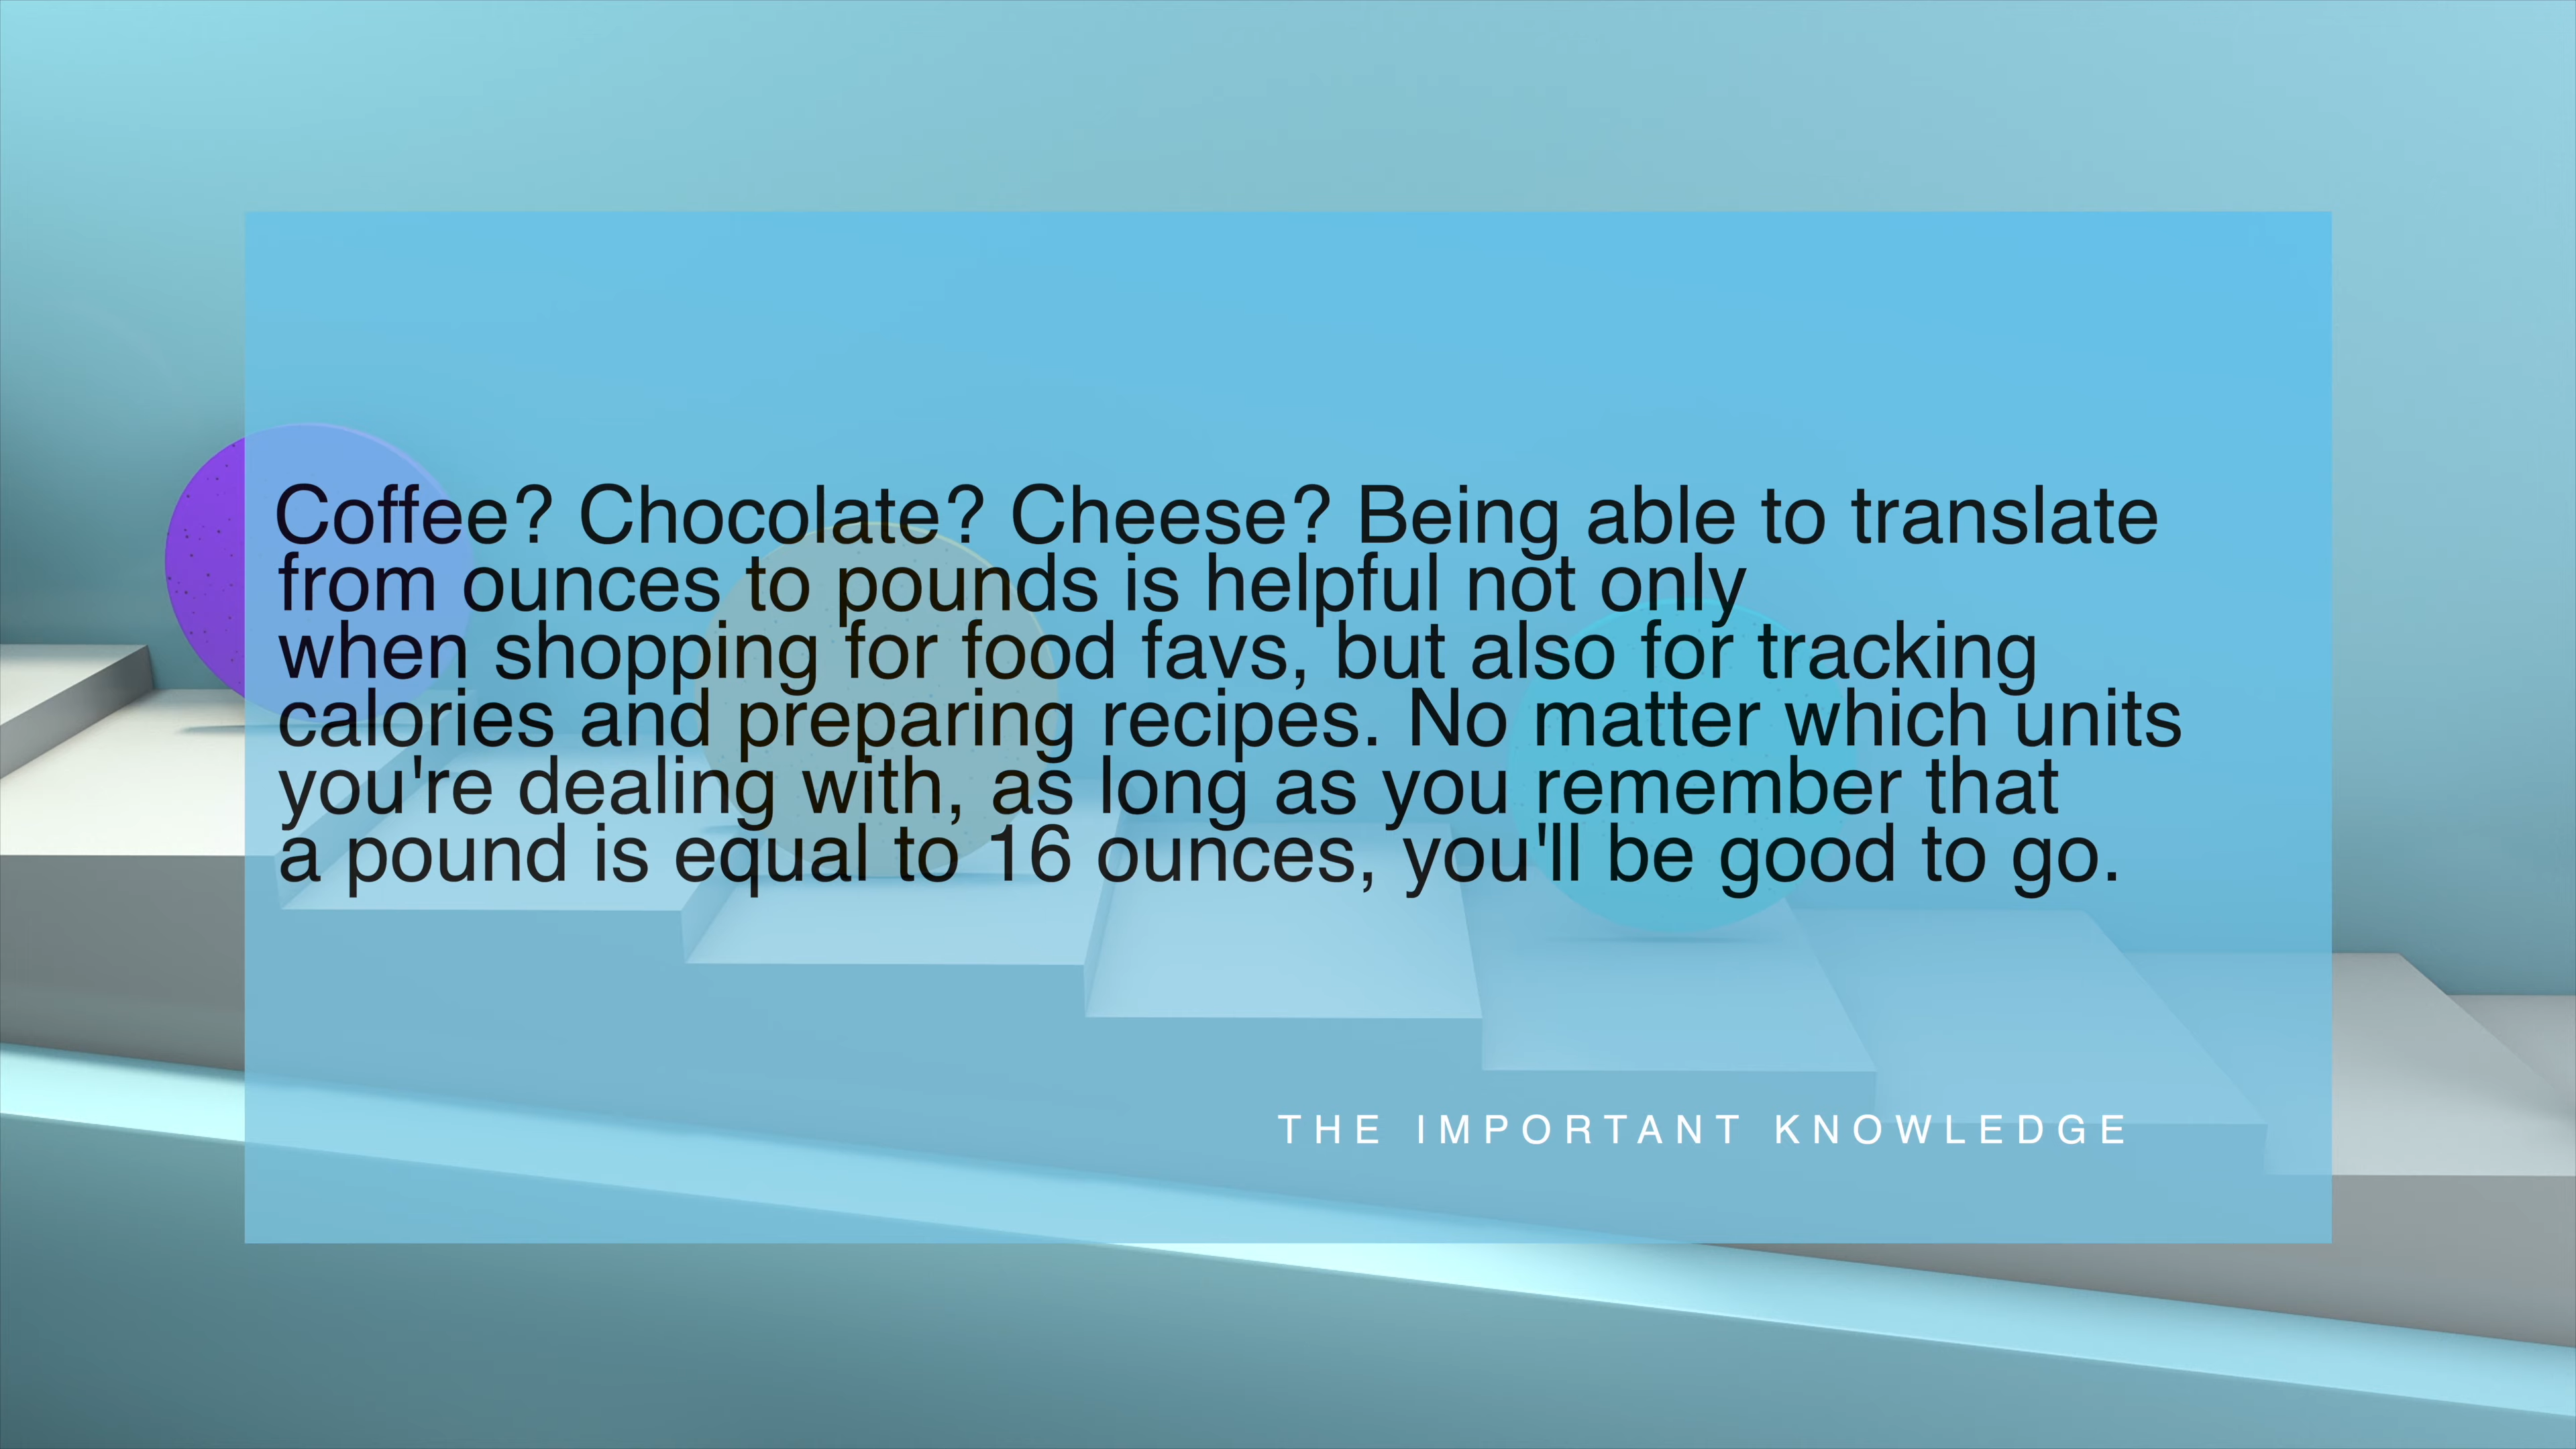 Coffee? Chocolate? Cheese? Being able to translate
from ounces to pounds is helpful not only
when shopping for food favs, but also for tracking
calories and preparing recipes. No matter which units
you're dealing with, as long as you remember that
a pound is equal to 16 ounces, you'll be good to go.
THE IMPORTANT KNOWLEDGE